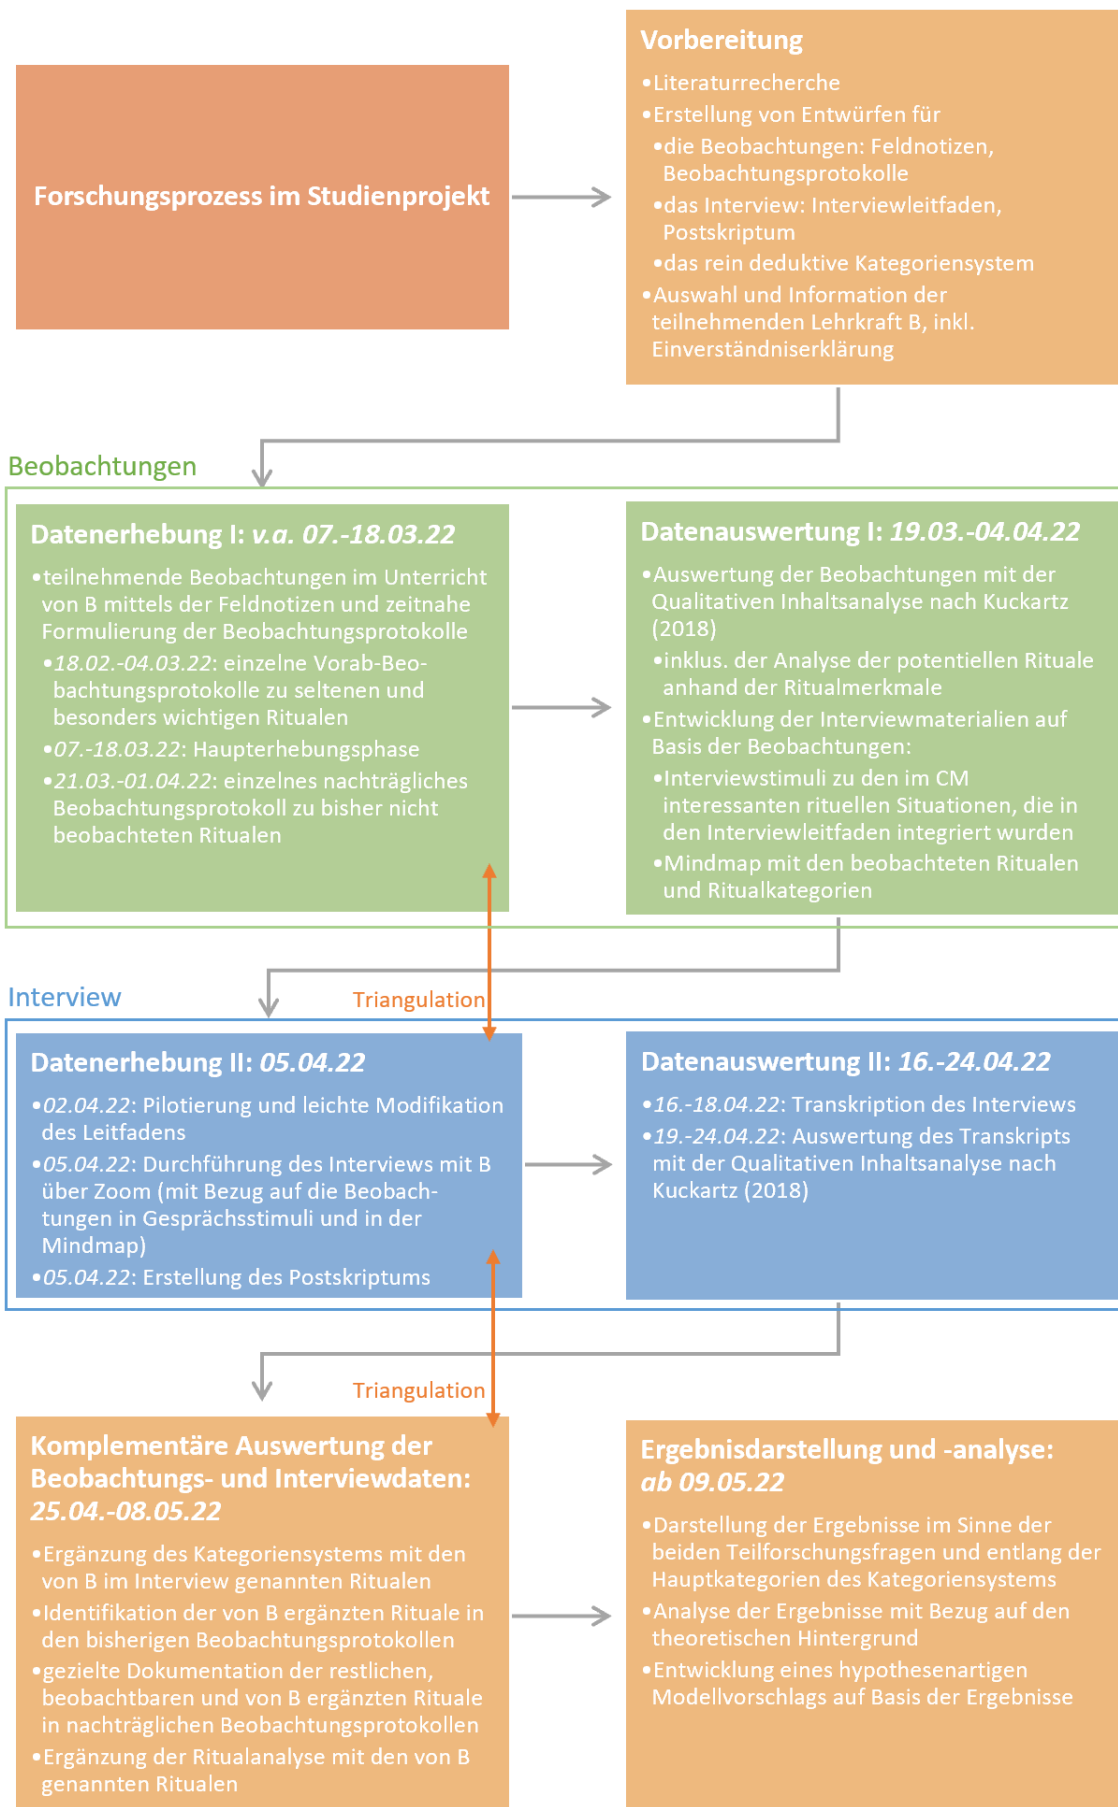 Forschungsprozess im Studienprojekt
Vorbereitung
•Literaturrecherche
•Erstellung von Entwürfen für
•die Beobachtungen: Feldnotizen,
Beobachtungsprotokolle
•das Interview: Interviewleitfaden,
Postskriptum
•das rein deduktive Kategoriensystem
•Auswahl und Information der
teilnehmenden Lehrkraft B, inkl.
Einverständniserklärung
Beobachtungen
Datenerhebung I: v.a. 07.-18.03.22
•teilnehmende Beobachtungen im Unterricht
von B mittels der Feldnotizen und zeitnahe
Formulierung der Beobachtungsprotokolle
•18.02.-04.03.22: einzelne Vorab-Beo-
bachtungsprotokolle zu seltenen und
besonders wichtigen Ritualen
•07.-18.03.22: Haupterhebungsphase
•21.03.-01.04.22: einzelnes nachträgliches
Beobachtungsprotokoll zu bisher nicht
beobachteten Ritualen
Datenauswertung I: 19.03.-04.04.22
•Auswertung der Beobachtungen mit der
Qualitativen Inhaltsanalyse nach Kuckartz
(2018)
•inklus. der Analyse der potentiellen Rituale
anhand der Ritualmerkmale
•Entwicklung der Interviewmaterialien auf
Basis der Beobachtungen:
•Interviewstimuli zu den im CM
interessanten rituellen Situationen, die in
den Interviewleitfaden integriert wurden
•Mindmap mit den beobachteten Ritualen
und Ritualkategorien
Triangulation
Interview
Datenerhebung II: 05.04.22
•02.04.22: Pilotierung und leichte Modifikation
des Leitfadens
•05.04.22: Durchführung des Interviews mit B
über Zoom (mit Bezug auf die Beobach-
tungen in Gesprächsstimuli und in der
Mindmap)
•05.04.22: Erstellung des Postskriptums
Datenauswertung II: 16.-24.04.22
•16.-18.04.22: Transkription des Interviews
•19.-24.04.22: Auswertung des Transkripts
mit der Qualitativen Inhaltsanalyse nach
Kuckartz (2018)
Triangulation
Komplementäre Auswertung der
Beobachtungs- und Interviewdaten:
25.04.-08.05.22
•Ergänzung des Kategoriensystems mit den
von B im Interview genannten Ritualen
•Identifikation der von B ergänzten Rituale in
den bisherigen Beobachtungsprotokollen
•gezielte Dokumentation der restlichen,
beobachtbaren und von B ergänzten Rituale
in nachträglichen Beobachtungsprotokollen
•Ergänzung der Ritualanalyse mit den von B
genannten Ritualen
Ergebnisdarstellung und -analyse:
ab 09.05.22
•Darstellung der Ergebnisse im Sinne der
beiden Teilforschungsfragen und entlang der
Hauptkategorien des Kategoriensystems
•Analyse der Ergebnisse mit Bezug auf den
theoretischen Hintergrund
•Entwicklung eines hypothesenartigen
Modellvorschlags auf Basis der Ergebnisse